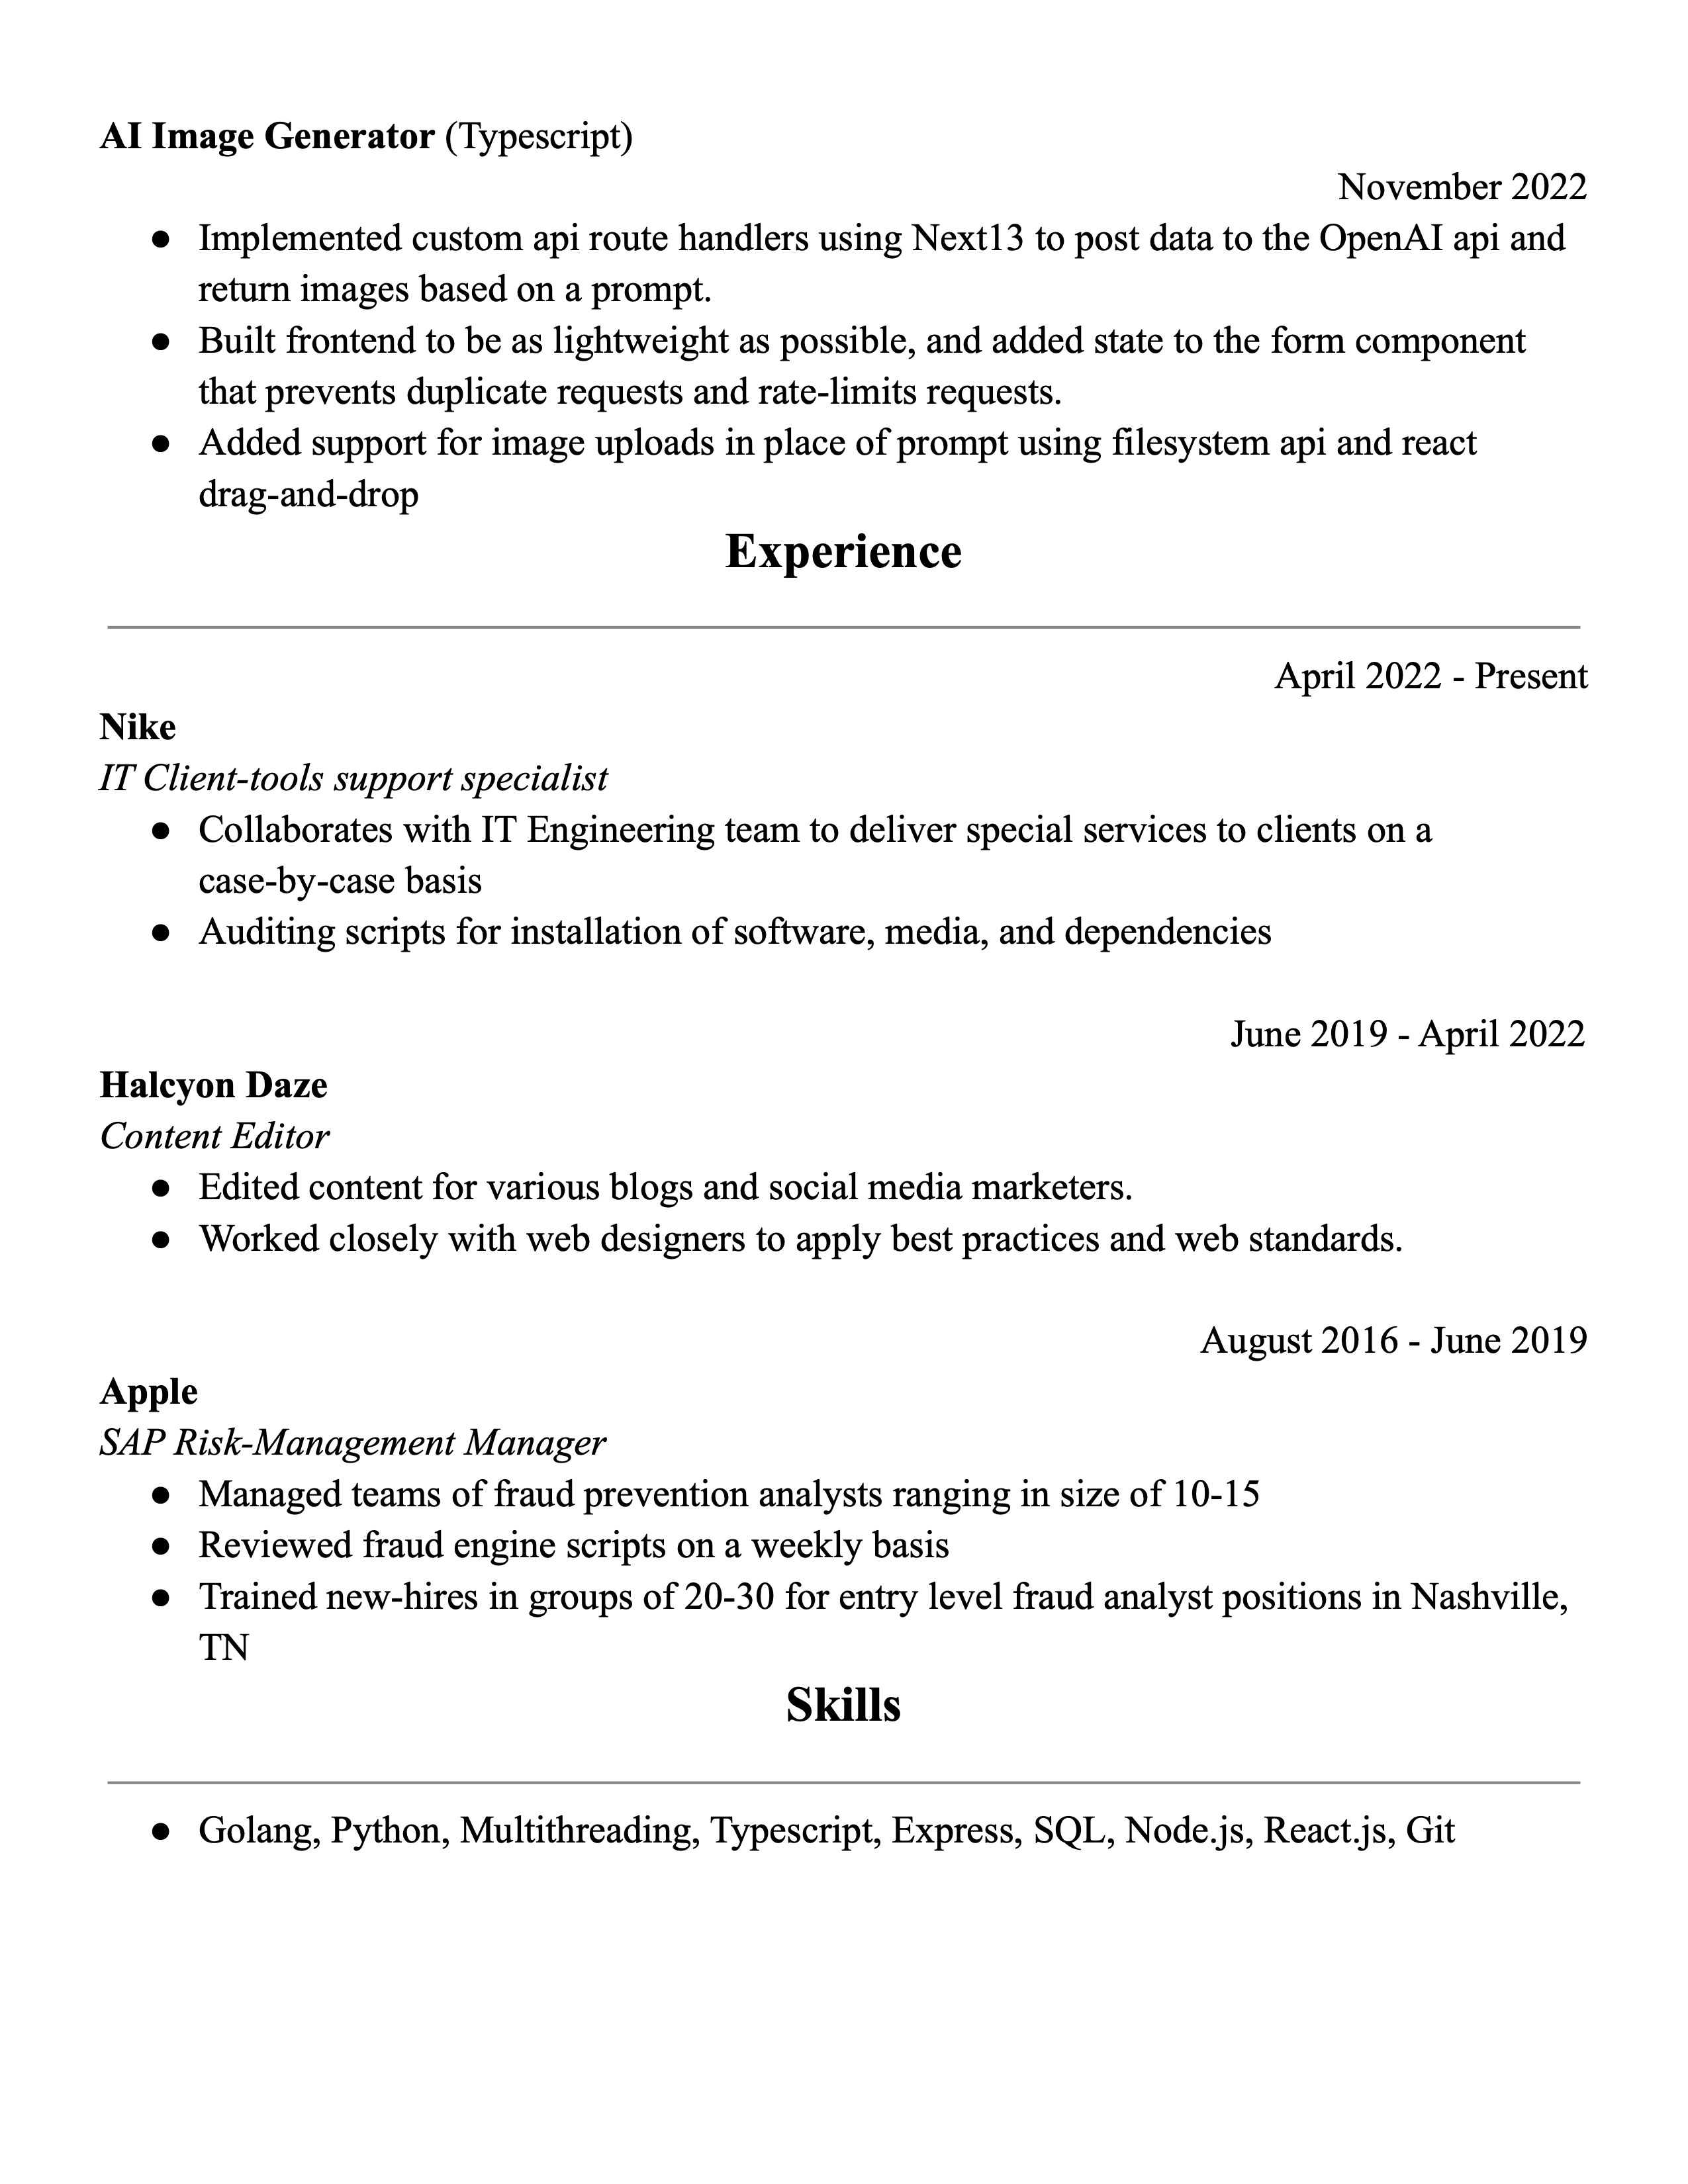 AI Image Generator (Typescript)
November 2022
● Implemented custom api route handlers using Next13 to post data to the OpenAI api and
return images based on a prompt.
● Built frontend to be as lightweight as possible, and added state to the form component
that prevents duplicate requests and rate-limits requests.
● Added support for image uploads in place of prompt using filesystem api and react
drag-and-drop
Experience
April 2022 - Present
Nike
IT Client-tools support specialist
● Collaborates with IT Engineering team to deliver special services to clients on a
case-by-case basis
● Auditing scripts for installation of software, media, and dependencies
June 2019 - April 2022
Halcyon Daze
Content Editor
● Edited content for various blogs and social media marketers.
● Worked closely with web designers to apply best practices and web standards.
August 2016 - June 2019
Apple
SAP Risk-Management Manager
● Managed teams of fraud prevention analysts ranging in size of 10-15
● Reviewed fraud engine scripts on a weekly basis
● Trained new-hires in groups of 20-30 for entry level fraud analyst positions in Nashville,
TN
Skills
● Golang, Python, Multithreading, Typescript, Express, SQL, Node.js, React.js, Git